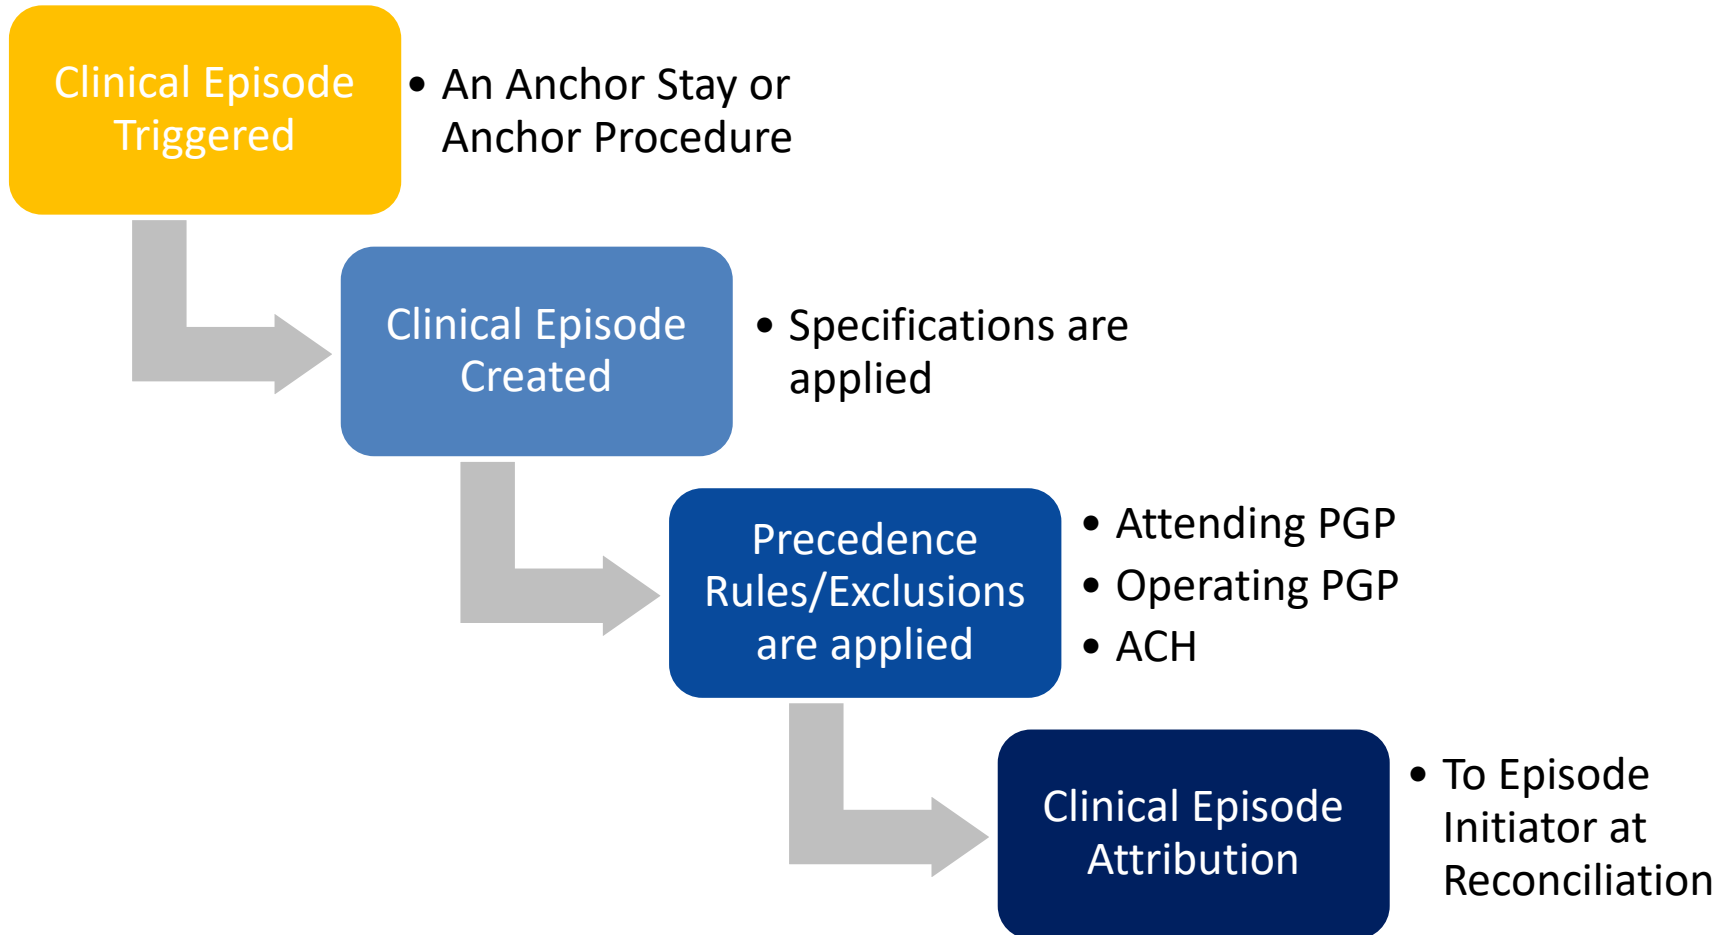 Clinical Episode
Triggered
• An Anchor Stay or
Anchor Procedure
Clinical Episode
Created
• Specifications are
applied
Precedence
Rules/Exclusions
are applied
• Attending PGP
• Operating PGP
• ACH
Clinical Episode
Attribution
• To Episode
Initiator at
Reconciliation